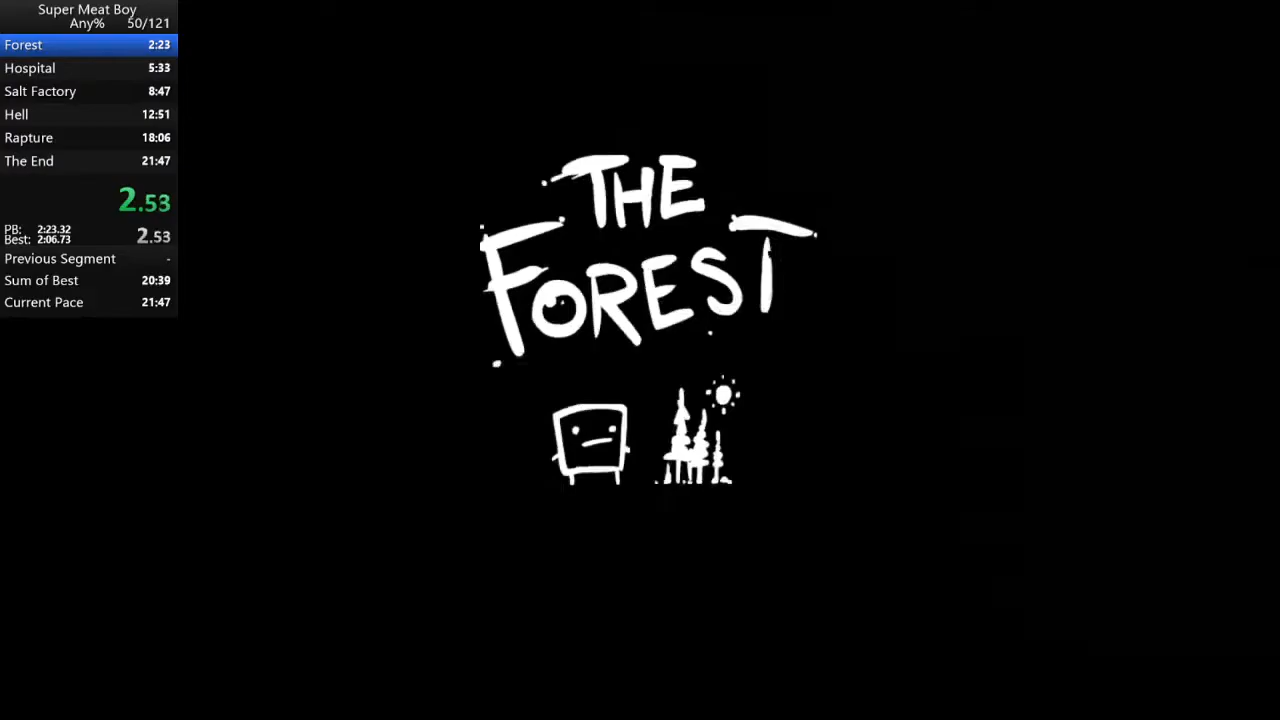 Super Meat Boy
Any% 50/121
Forest 2:23
Hospital 5:33
Salt Factory 8:47
Hell 12:51
Rapture 18:06
The End 21:47
2.53
PB: 2:23.32
Best: 2:06.73 2.53
Previous Segment -
Sum of Best 20:39
Current Pace 21:47
THE
FOREST